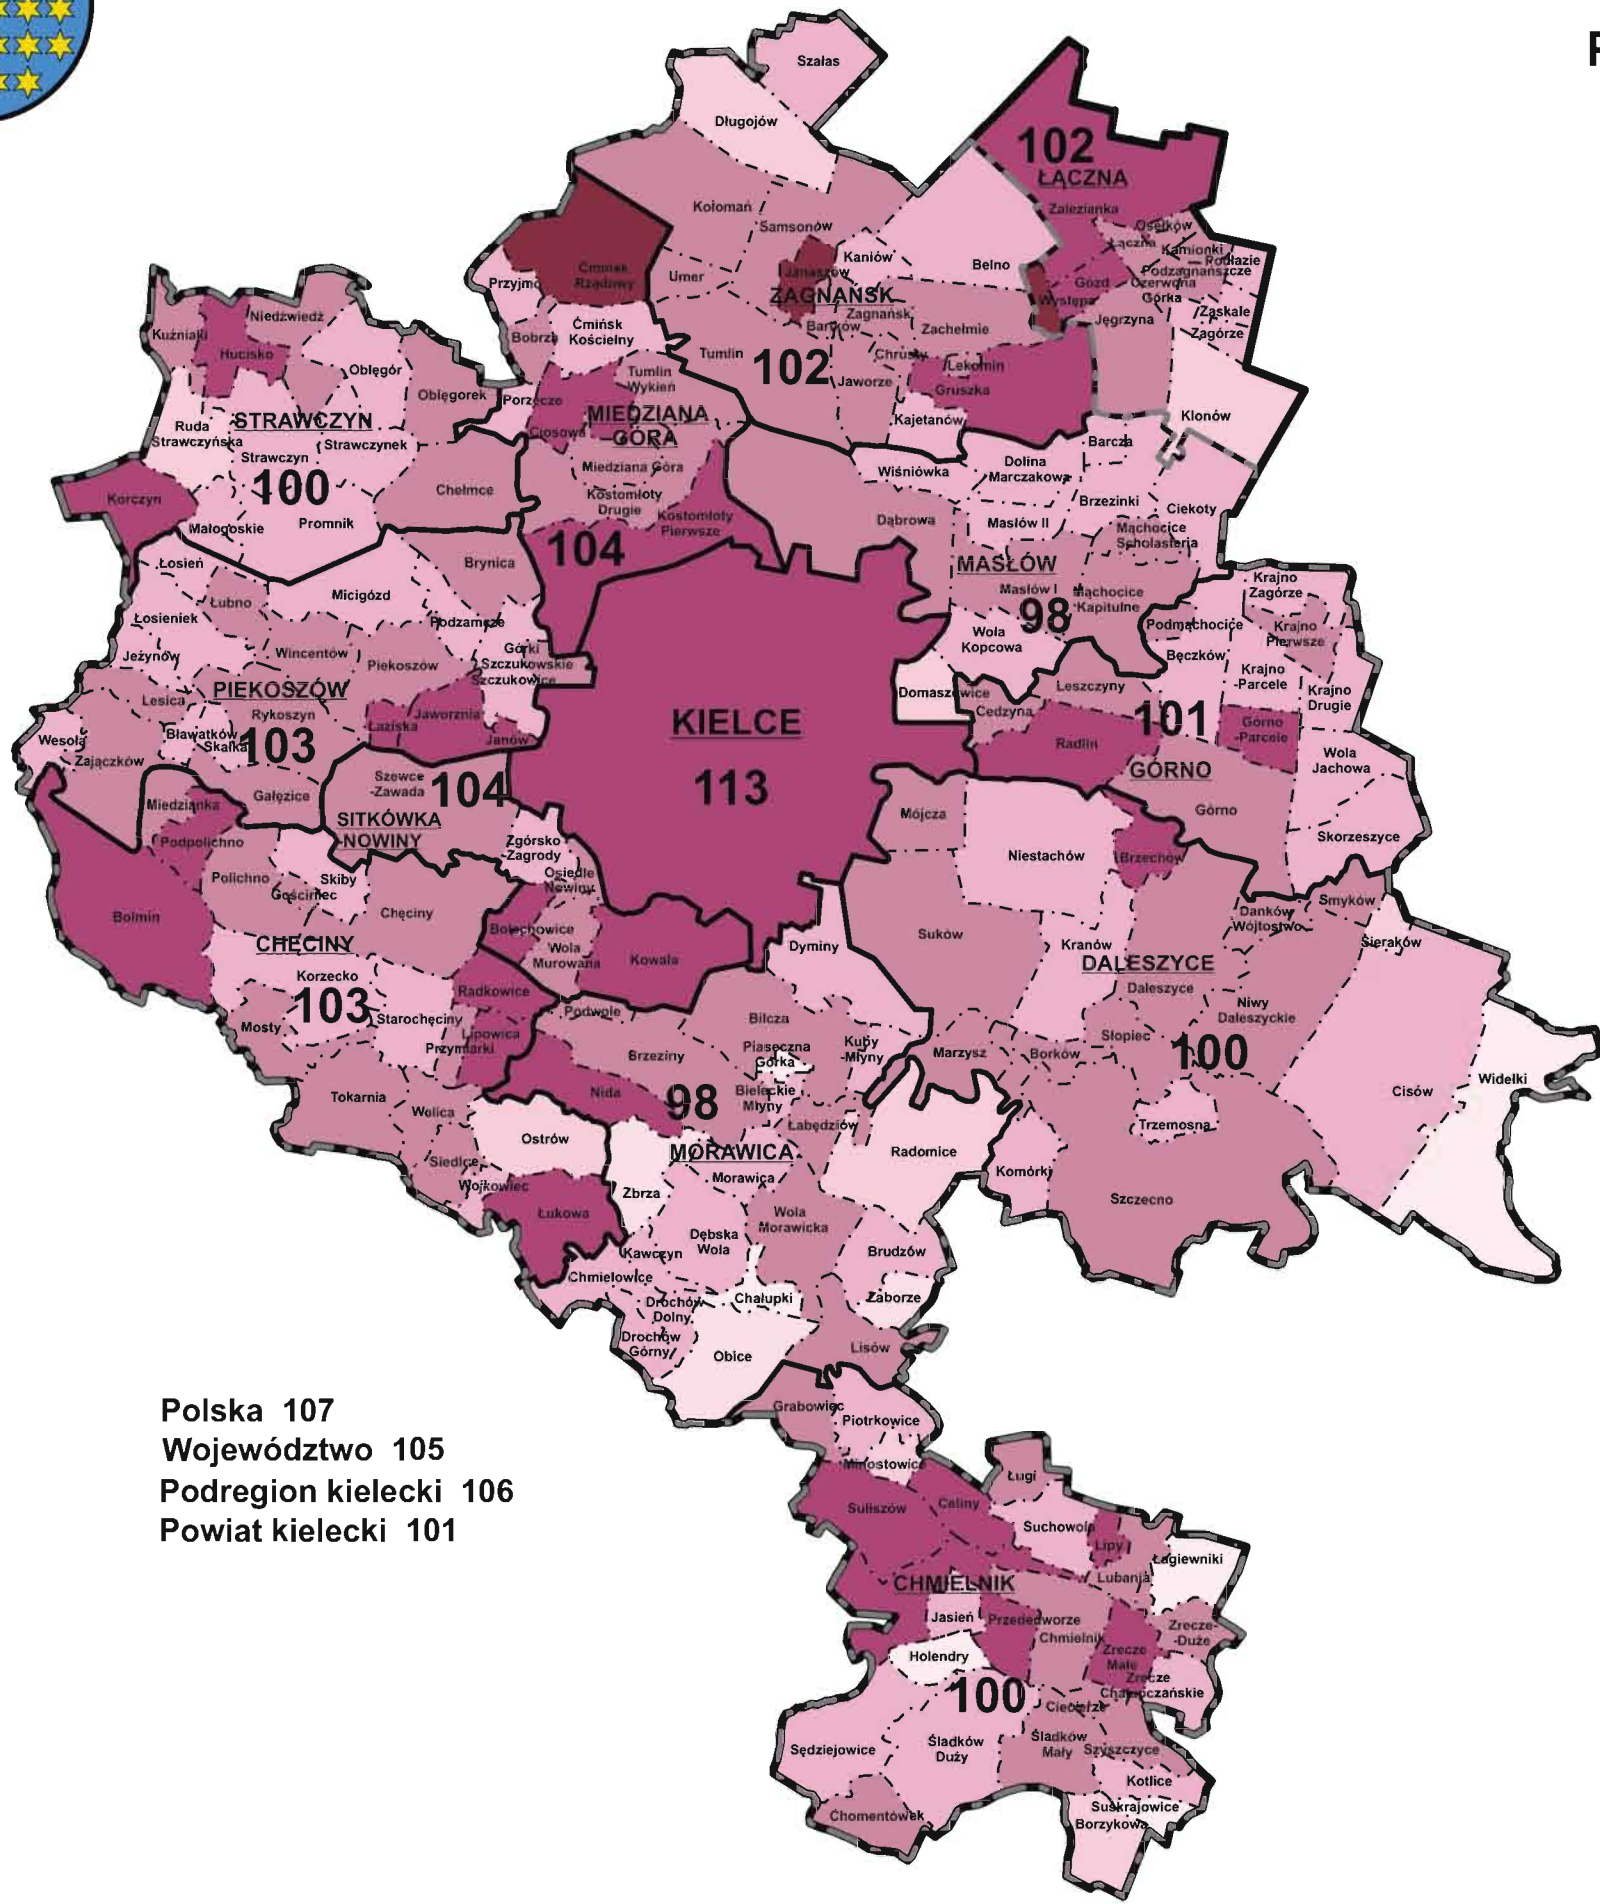 P
Szałas
Długojów
102
ŁĄCZNA
Zalezianka
Kołomań
Samsonów
Osełków
Łączna
Kamionki
Podłazie
Kaniów
Belno
Podzagnańszcze
Ćmińsk
Rządowy
Umer
Janaszów
Gózd
Czerwona
Górka
Przyjmo
ZAGNAŃSK
Występa
Zaskale
Kuźniaki
Niedźwiedź
Bobrza
Ćmińsk
Kościelny
Zagnańsk
Barwków
Zachełmie
Jęgrzyna
Zagórze
Hucisko
Tumlin
102
Chrusty
Lekomin
Oblęgór
Tumlin
Wykień
Jaworze
Gruszka
Oblęgorek
Porzecze
Ruda
Strawczyńska
STRAWCZYN
MIEDZIANA
GÓRA
Ciosowa
Kajetanów
Klonów
Strawczynek
Barcza
Strawczyn
Miedziana Góra
Wiśniówka
Dolina
Marczakowa
100
Korczyn
Chełmce
Kostomłoty
Drugie
Brzezinki
Ciekoty
Małogoskie
Promnik
Kostomłoty
Pierwsze
Dąbrowa
Masłów II
Mąchocice
Scholasteria
104
Łosień
Brynica
MASŁÓW
Krajno
Zagórze
Łubno
Micigózd
Masłów I
Mąchocice
Kapitulne
98
Łosieniek
Podzamcze
Wola
Kopcowa
Podmąchocice
Krajno
Pierwsze
Jeżynów
Wincentów
Piekoszów
Górki
Szczukowskie
Szczukowice
Bęczków
Krajno
-Parcele
PIEKOSZÓW
Domaszowice
Leszczyny
Krajno
Drugie
Lesica
Rykoszyn
Jaworznia
Cedzyna
101
Łaziska
KIELCE
Górno
-Parcele
Wesoła
Bławatków
Skałka
103
Janów
Radlin
Wola
Jachowa
Zajączków
GÓRNO
Szewce
-Zawada
104
113
Miedzianka
Gałęzice
Mójcza
Górno
SITKÓWKA
-NOWINY
Podpolichno
Zgórsko
-Zagrody
Niestachów
Brzechów
Skorzeszyce
Polichno
Skiby
Gościniec
Osiedle
Nowiny
Smyków
Bolmin
Chęciny
Danków
Wójtostwo
Bolechowice
Suków
CHĘCINY
Wola
Murowana
Kowala
Dyminy
Kranów
Sieraków
DALESZYCE
Korzecko
Radkowice
Daleszyce
103
Niwy
Daleszyckie
Mosty
Starochęciny
Podwole
Bilcza
Przymiarki
Lipowica
Piaseczna
Górka
Kuby
-Młyny
Słopiec
100
Brzeziny
Marzysz
Borków
Tokarnia
Nida
98
Bieleckie
Młyny
Cisów
Widełki
Wolica
Łabędziów
Trzemosna
Ostrów
MORAWICA
Radomice
Siedlce
Komórki
Wojkowiec
Zbrza
Morawica
Szczecno
Łukowa
Wola
Morawicka
Kawczyn
Dębska
Wola
Brudzów
Chmielowice
Chałupki
Zaborze
Drochów
Dolny
Drochów
Górny
Obice
Lisów
Polska  107
Województwo  105
Podregion kielecki  106
Powiat kielecki  101
Grabowiec
Piotrkowice
Minostowice
Ługi
Suliszów
Celiny
Suchowola
Lipy
Łagiewniki
CHMIELNIK
Lubania
Jasień
Przededworze
Chmielnik
Zrecze-
-Duże
Holendry
Zrecze
Małe
Zrecze
Chałupczańskie
100
Ciecierze
Sędziejowice
Śladków
Duży
Śladków
Mały
Szyszczyce
Kotlice
Chomentówek
Suskrajowice
Borzykowa